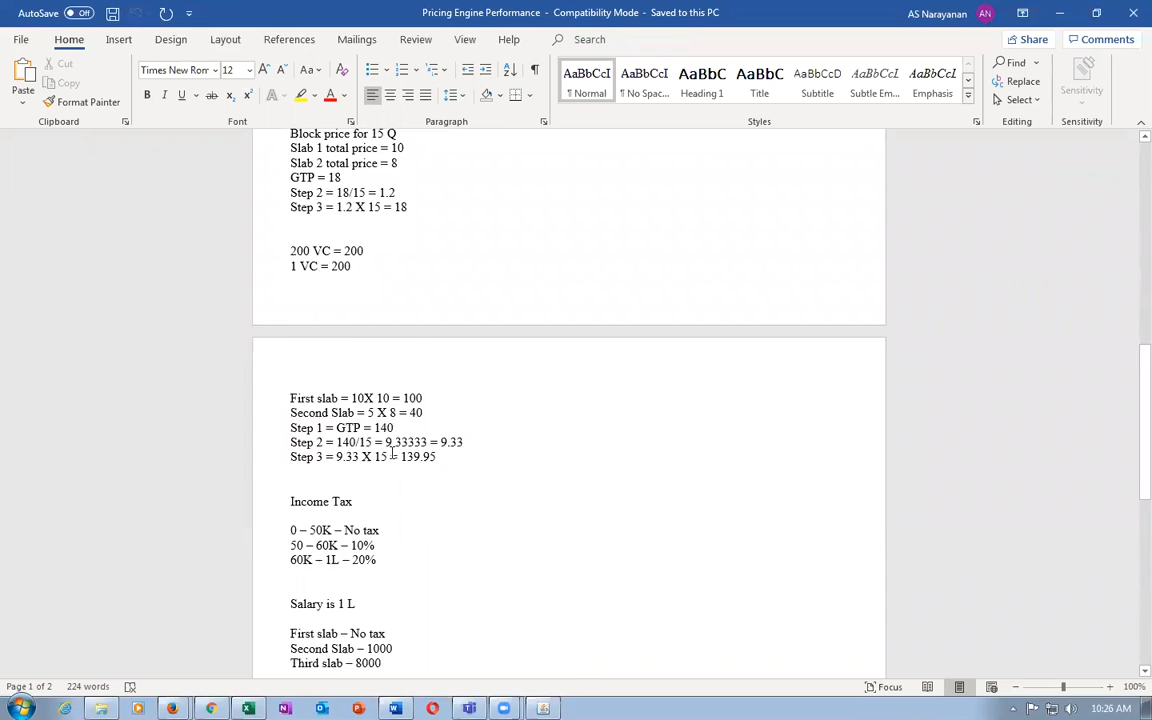 AutoSave Off
Pricing Engine Performance - Compatibility Mode - Saved to this PC
AS Narayanan AN
File Home Insert Design Layout References Mailings Review View Help Search
Share Comments
Paste
Cut
Copy
Format Painter
Clipboard
Times New Rom 12
Font
Paragraph
AaBbCcI
¶ Normal
AaBbCcI
¶ No Spac...
AaBbC
Heading 1
AaBbC
Title
AaBbCcD
Subtitle
AaBbCcI
Subtle Em...
AaBbCcI
Emphasis
Styles
Find
Replace
Select
Editing
Sensitivity
Sensitivity
Block price for 15 Q
Slab 1 total price = 10
Slab 2 total price = 8
GTP = 18
Step 2 = 18/15 = 1.2
Step 3 = 1.2 X 15 = 18
200 VC = 200
1 VC = 200
First slab = 10X 10 = 100
Second Slab = 5 X 8 = 40
Step 1 = GTP = 140
Step 2 = 140/15 = 9.33333 = 9.33
Step 3 = 9.33 X 15 = 139.95
Income Tax
0 – 50K – No tax
50 – 60K – 10%
60K – 1L – 20%
Salary is 1 L
First slab – No tax
Second Slab – 1000
Third slab – 8000
Page 1 of 2 224 words
Focus
100%
10:26 AM